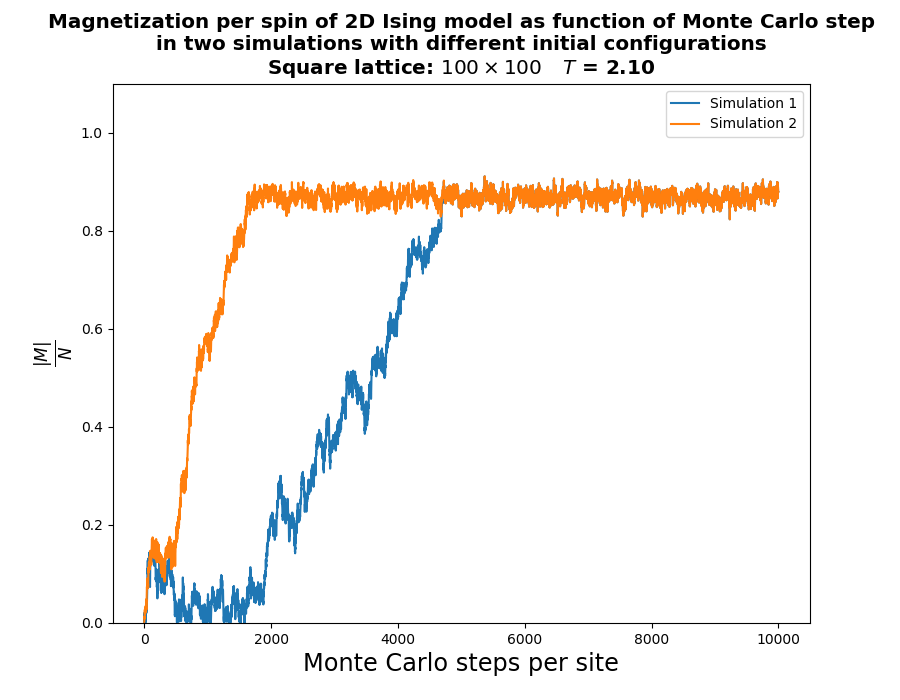 Magnetization per spin of 2D Ising model as function of Monte Carlo step
in two simulations with different initial configurations
Square lattice: 100 × 100 T = 2.10
Simulation 1
Simulation 2
1.0
0.8
0.6
0.4
0.2
0.0
|M|
N
0 2000 4000 6000 8000 10000
Monte Carlo steps per site